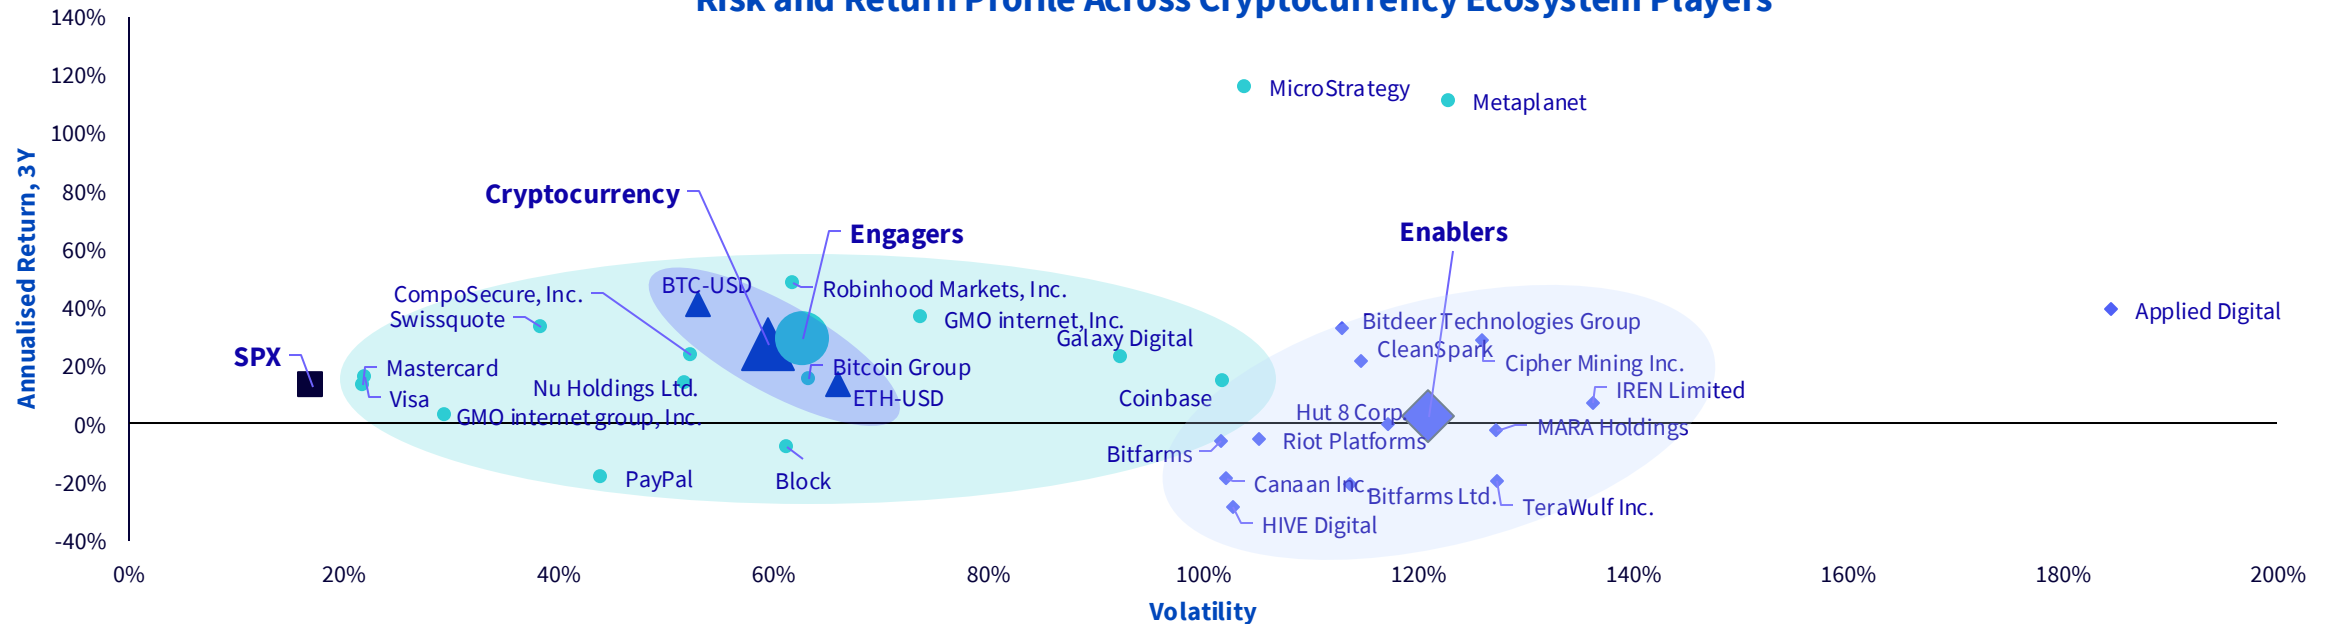 Risk and Return Profile Across Cryptocurrency Ecosystem Players
Annualised Return, 3Y
140%
120%
100%
80%
60%
40%
20%
0%
-20%
-40%
MicroStrategy
Metaplanet
Cryptocurrency
Engagers
Enablers
BTC-USD
CompoSecure, Inc.
Robinhood Markets, Inc.
Swissquote
GMO internet, Inc.
Galaxy Digital
Bitdeer Technologies Group
Applied Digital
CleanSpark
Cipher Mining Inc.
SPX
Mastercard
Visa
Nu Holdings Ltd.
Bitcoin Group
ETH-USD
Coinbase
IREN Limited
GMO internet group, Inc.
Hut 8 Corp.
MARA Holdings
Riot Platforms
Bitfarms
PayPal
Block
Canaan Inc.
Bitfarms Ltd.
TeraWulf Inc.
HIVE Digital
0%
20%
40%
60%
80%
100%
120%
140%
160%
180%
200%
Volatility